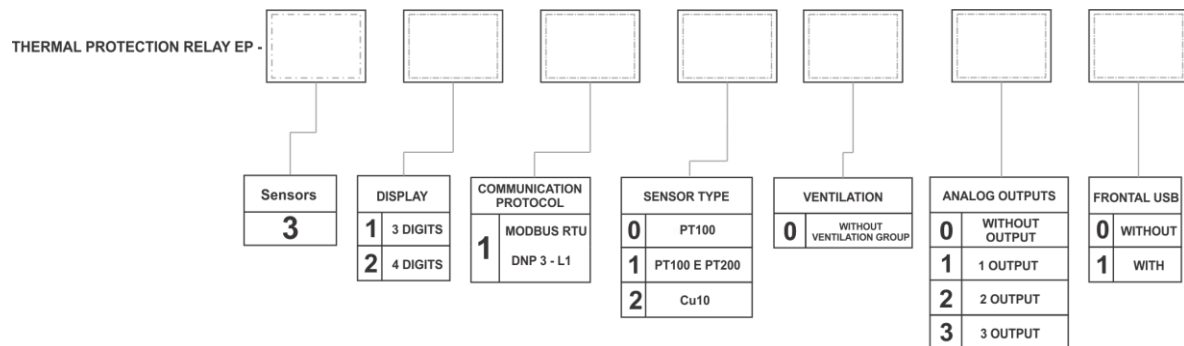 THERMAL PROTECTION RELAY EP -
Sensors
3
DISPLAY
1 3 DIGITS
2 4 DIGITS
COMMUNICATION
PROTOCOL
1
MODBUS RTU
DNP 3 - L1
SENSOR TYPE
0 PT100
1 PT100 E PT200
2 Cu10
VENTILATION
0
WITHOUT
VENTILATION GROUP
ANALOG OUTPUTS
0
WITHOUT
OUTPUT
1 1 OUTPUT
2 2 OUTPUT
3 3 OUTPUT
FRONTAL USB
0 WITHOUT
1 WITH